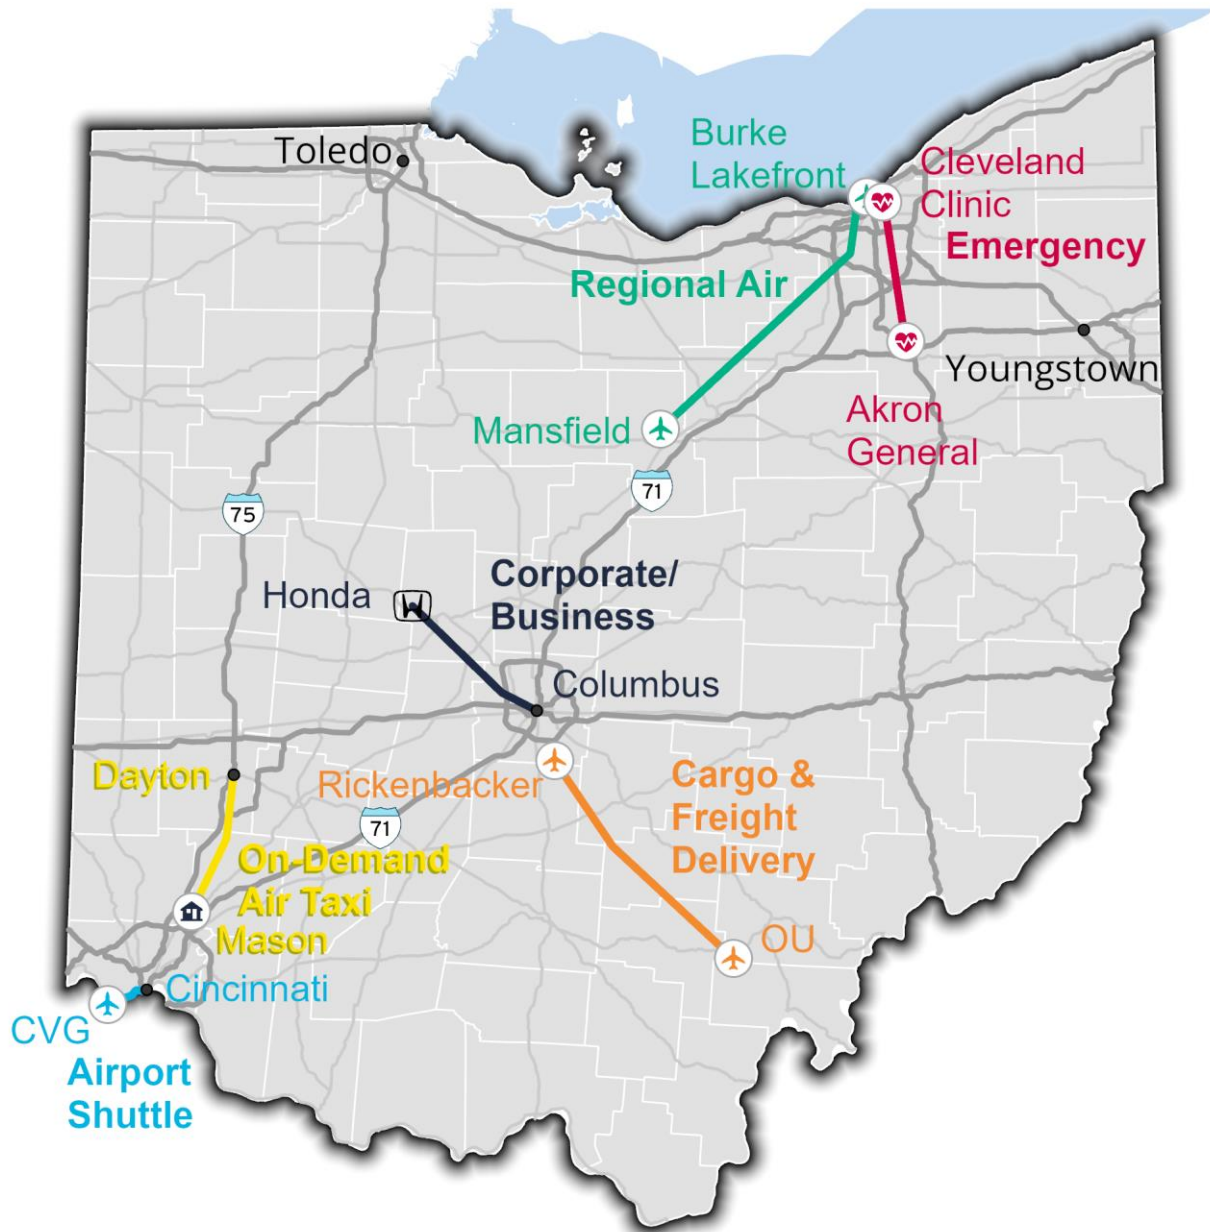 Burke
Lakefront
Cleveland
Clinic
Emergency
Toledo
Regional Air
Youngstown
Akron
General
Mansfield
71
75
Corporate/
Business
Honda
Columbus
Dayton
Rickenbacker
Cargo &
Freight
Delivery
71
On-Demand
Air Taxi
Mason
OU
Cincinnati
CVG
Airport
Shuttle